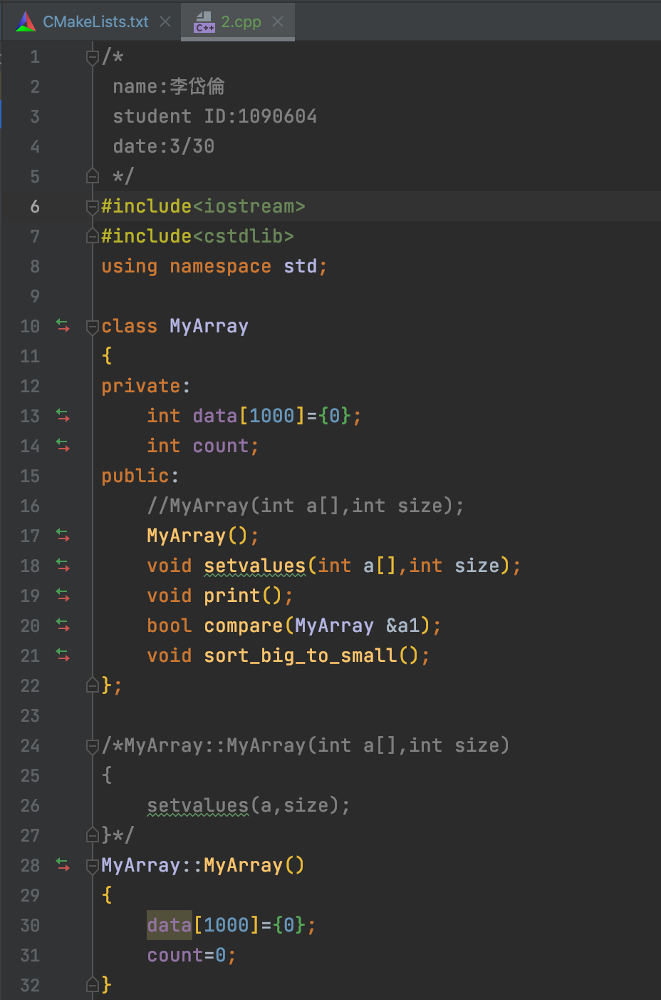 CMakeLists.txt
2.cpp
1 /*
2 name:李岱倫
3 student ID:1090604
4 date:3/30
5 */
6 #include<iostream>
7 #include<cstdlib>
8 using namespace std;
9
10 class MyArray
11 {
12 private:
13 int data[1000]={0};
14 int count;
15 public:
16 //MyArray(int a[],int size);
17 MyArray();
18 void setvalues(int a[],int size);
19 void print();
20 bool compare(MyArray &a1);
21 void sort_big_to_small();
22 };
23
24 /*MyArray::MyArray(int a[],int size)
25 {
26 setvalues(a,size);
27 }*/
28 MyArray::MyArray()
29 {
30 data[1000]={0};
31 count=0;
32 }